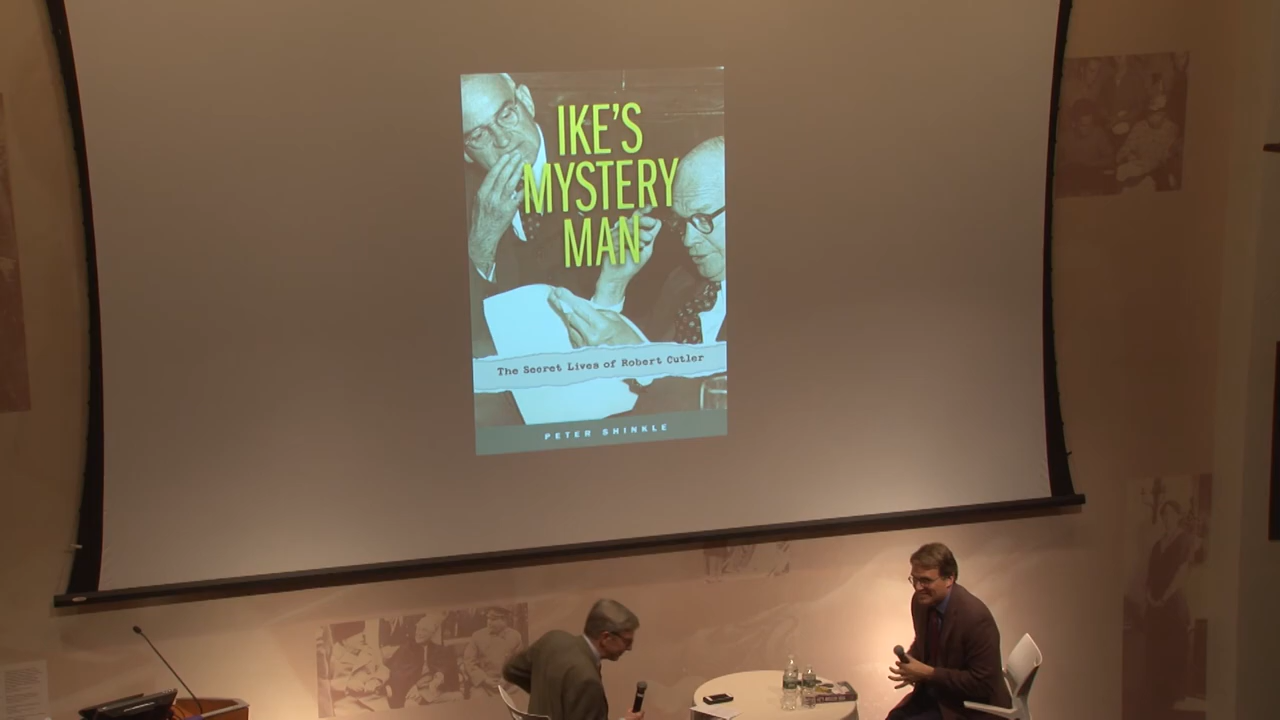 IKE'S
MYSTERY
MAN
The Secret Lives of Robert Cutler
PETER SHINKLE